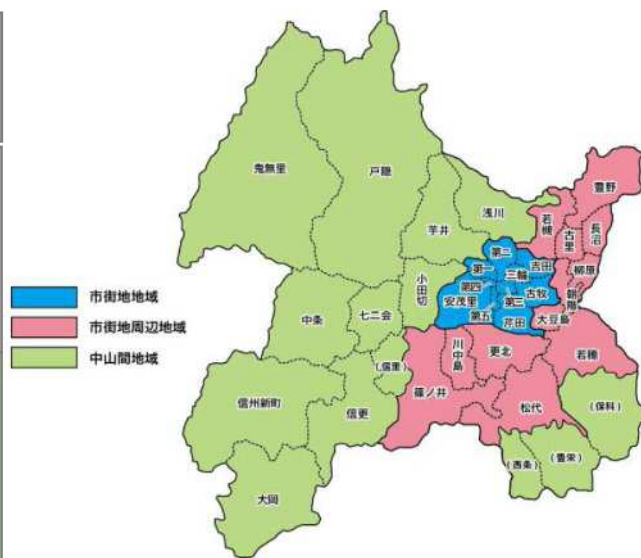 豊野
鬼無里
戸隠
浅川
若槻
長沼
古里
芋井
第二
吉田
柳原
小田切
第一
三輪
朝陽
第四
古牧
安茂里
第三
大豆島
第五
芹田
中条
七二会
市街地地域
市街地周辺地域
中山間地域
川中島
更北
若穂
(信里)
信州新町
信更
篠ノ井
松代
(保科)
(豊栄)
(西条)
大岡